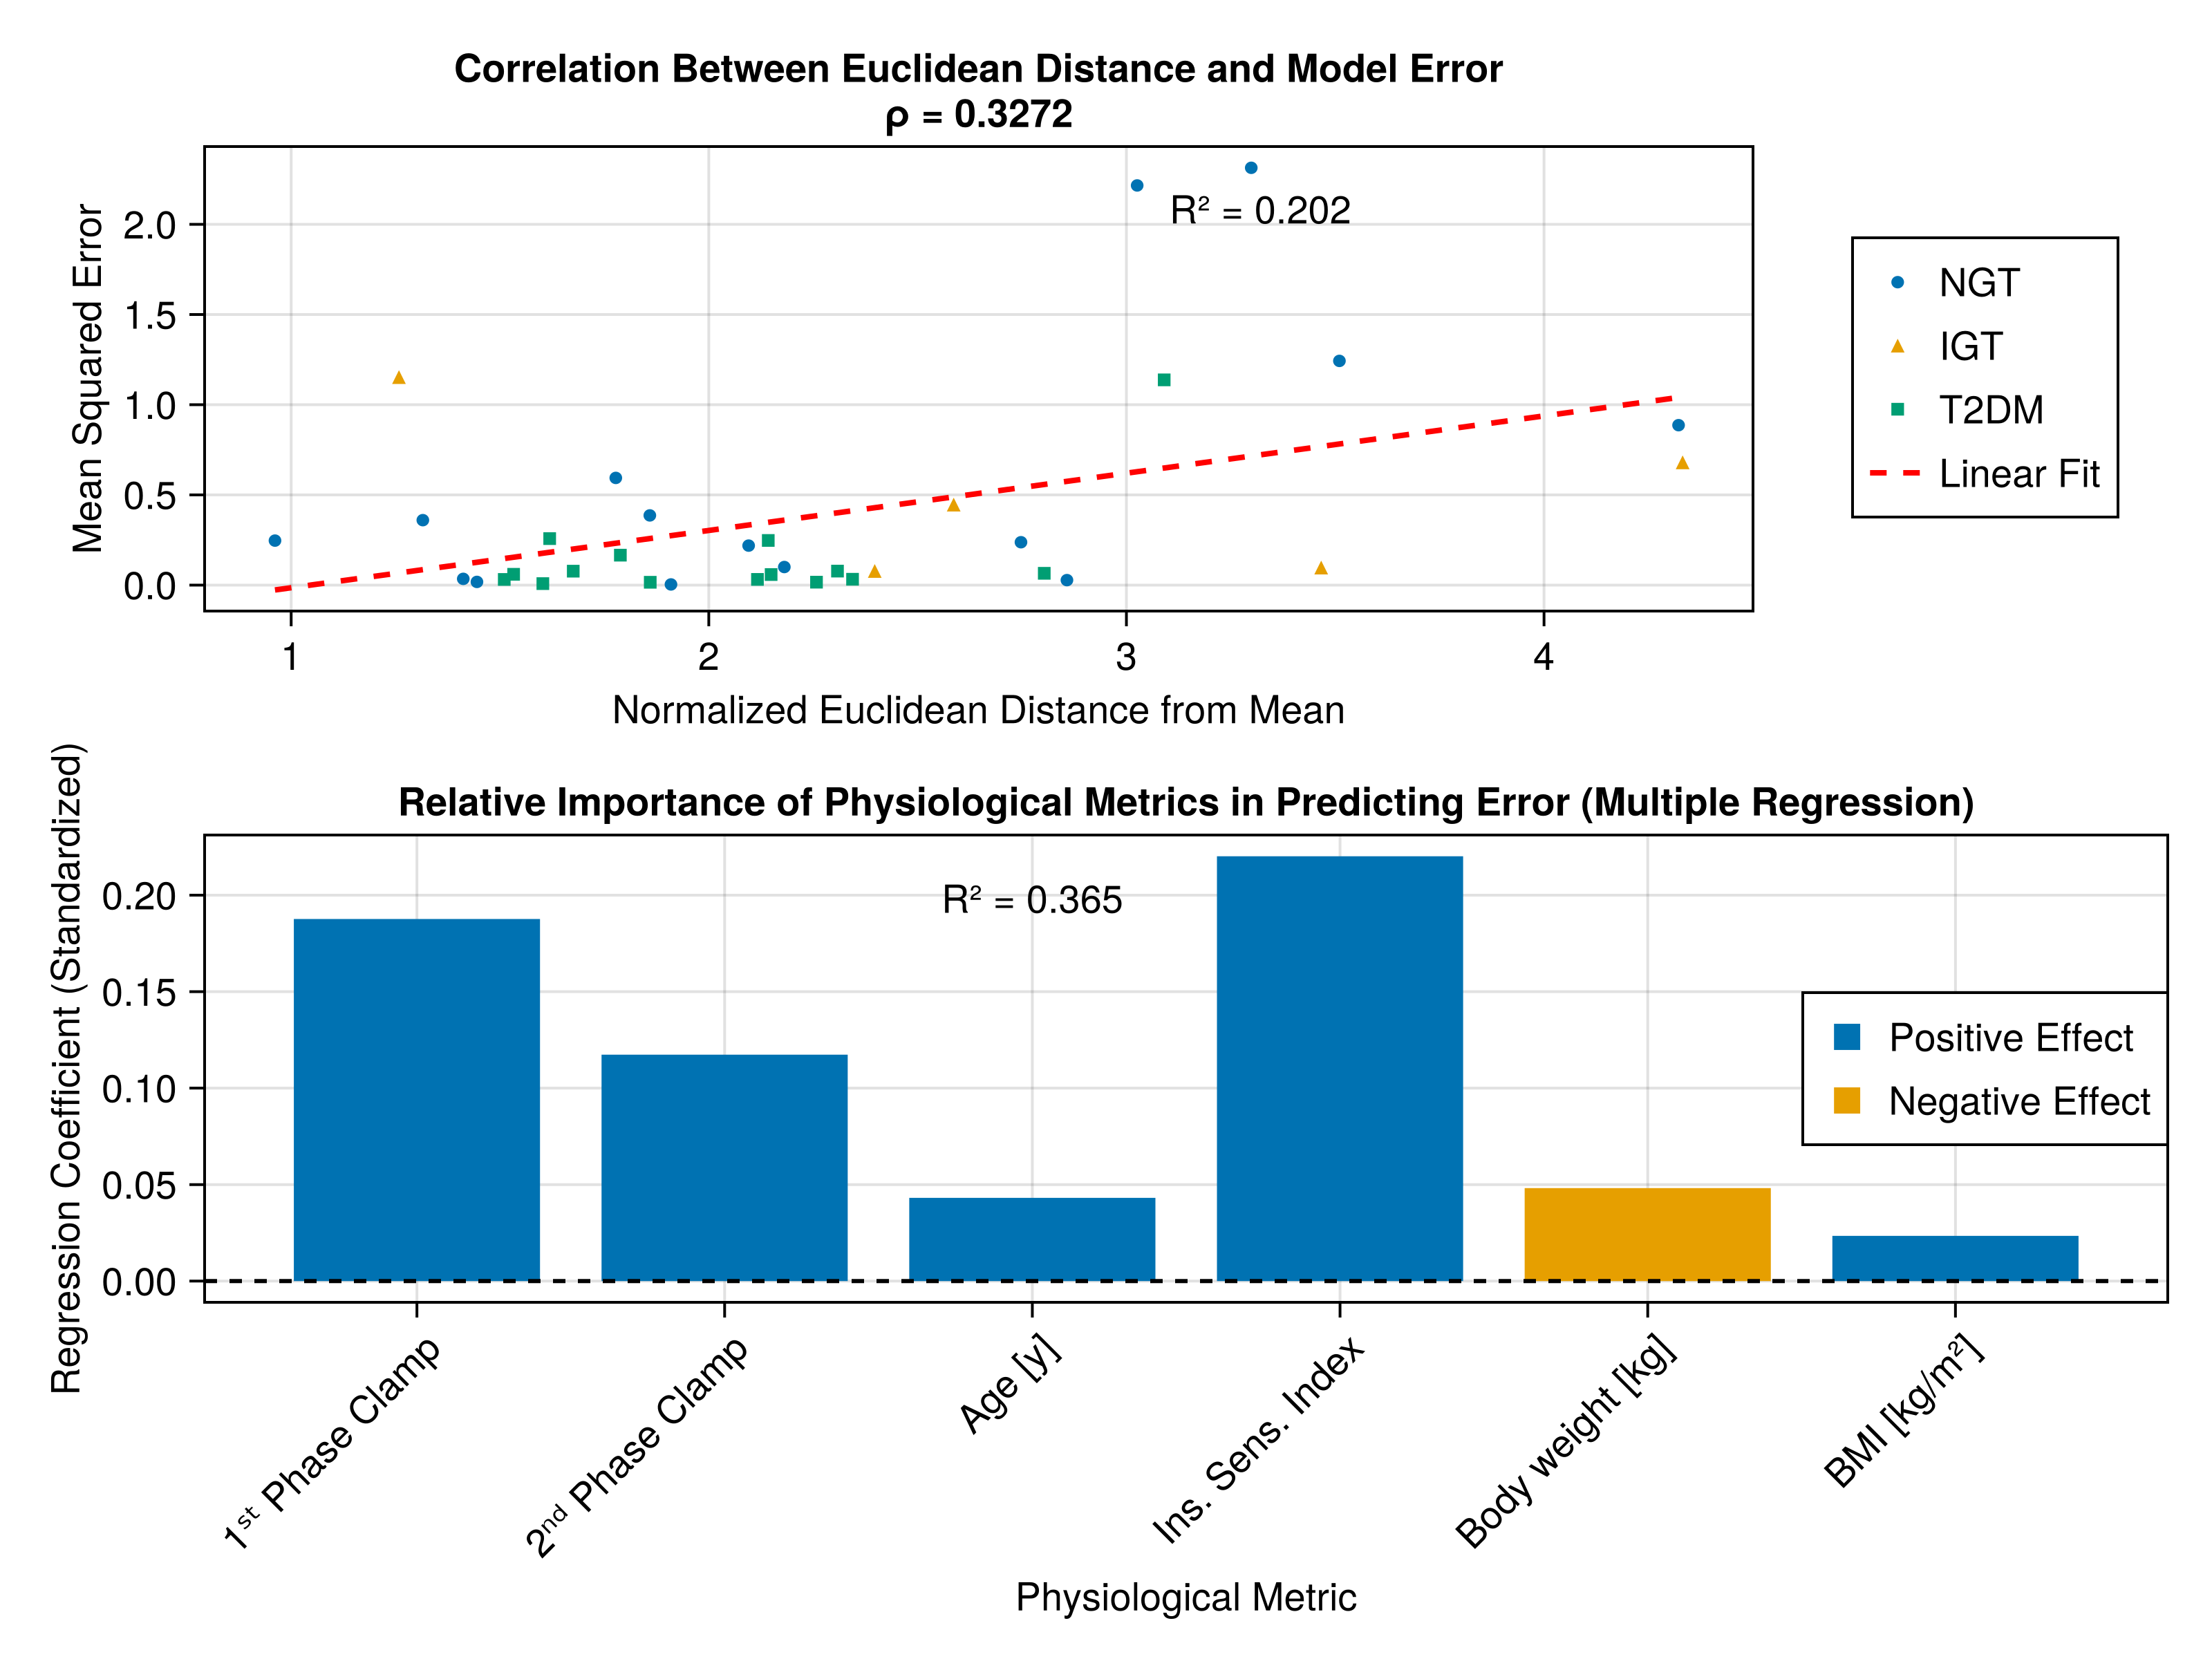 Correlation Between Euclidean Distance and Model Error
ρ = 0.3272
Mean Squared Error
2.0
1.5
1.0
0.5
0.0
R² = 0.202
1 2 3 4
Normalized Euclidean Distance from Mean
NGT
IGT
T2DM
Linear Fit
Relative Importance of Physiological Metrics in Predicting Error (Multiple Regression)
Regression Coefficient (Standardized)
0.20
0.15
0.10
0.05
0.00
R² = 0.365
Positive Effect
Negative Effect
1ˢᵗ Phase Clamp
2ⁿᵈ Phase Clamp
Age [y]
Ins. Sens. Index
Body weight [kg]
BMI [kg/m²]
Physiological Metric